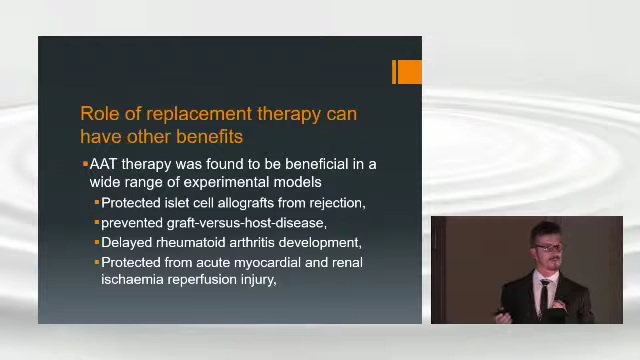 Role of replacement therapy can
have other benefits
AAT therapy was found to be beneficial in a
wide range of experimental models
Protected islet cell allografts from rejection,
prevented graft-versus-host-disease,
Delayed rheumatoid arthritis development,
Protected from acute myocardial and renal
ischaemia reperfusion injury,